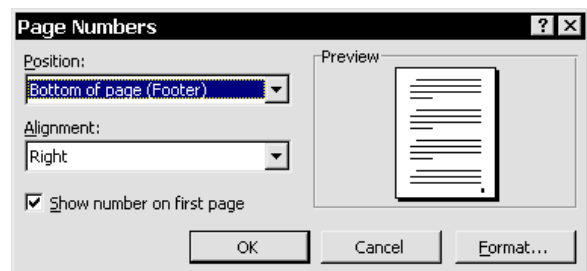 Page Numbers
Position:
Bottom of page (Footer)
Alignment:
Right
Show number on first page
Preview
OK
Cancel
Format...